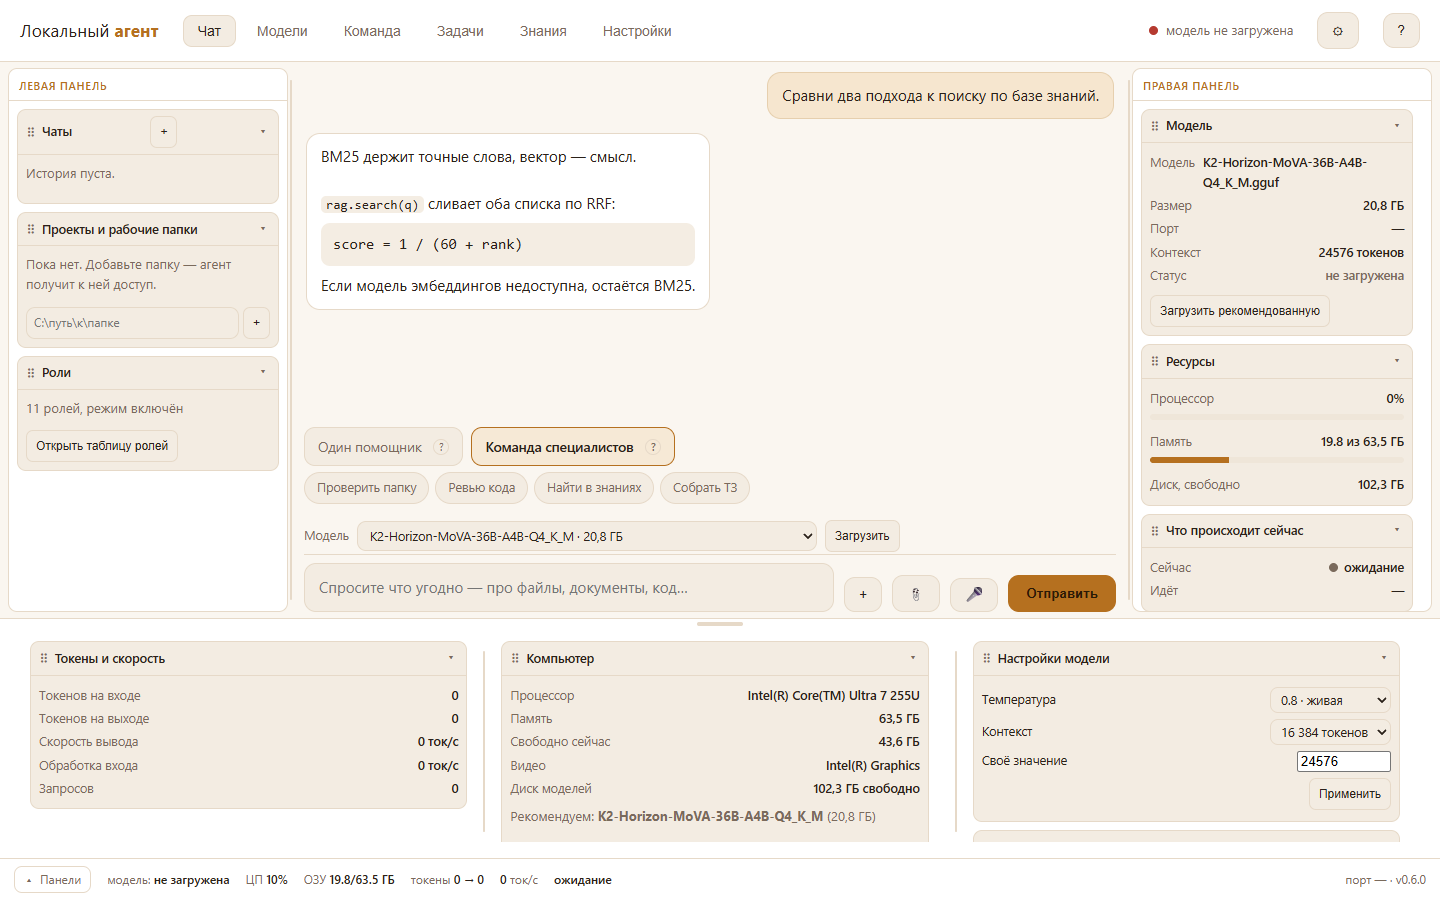 Локальный агент
Чат
Модели
Команда
Задачи
Знания
Настройки
модель не загружена
?
ЛЕВАЯ ПАНЕЛЬ
Чаты
+
История пуста.
Проекты и рабочие папки
Пока нет. Добавьте папку — агент
получит к ней доступ.
C:\путь\к\папке
+
Роли
11 ролей, режим включён
Открыть таблицу ролей
Сравни два подхода к поиску по базе знаний.
BM25 держит точные слова, вектор — смысл.
rag.search(q) сливает оба списка по RRF:
score = 1 / (60 + rank)
Если модель эмбеддингов недоступна, остаётся BM25.
Один помощник ?
Команда специалистов ?
Проверить папку
Ревью кода
Найти в знаниях
Собрать ТЗ
Модель
K2-Horizon-MoVA-36B-A4B-Q4_K_M · 20,8 ГБ
Загрузить
Спросите что угодно — про файлы, документы, код...
+
Отправить
ПРАВАЯ ПАНЕЛЬ
Модель
Модель K2-Horizon-MoVA-36B-A4B-
Q4_K_M.gguf
Размер 20,8 ГБ
Порт —
Контекст 24576 токенов
Статус не загружена
Загрузить рекомендованную
Ресурсы
Процессор 0%
Память 19.8 из 63,5 ГБ
Диск, свободно 102,3 ГБ
Что происходит сейчас
Сейчас ожидание
Идёт —
Токены и скорость
Токенов на входе 0
Токенов на выходе 0
Скорость вывода 0 ток/с
Обработка входа 0 ток/с
Запросов 0
Компьютер
Процессор Intel(R) Core(TM) Ultra 7 255U
Память 63,5 ГБ
Свободно сейчас 43,6 ГБ
Видео Intel(R) Graphics
Диск моделей 102,3 ГБ свободно
Рекомендуем: K2-Horizon-MoVA-36B-A4B-Q4_K_M (20,8 ГБ)
Настройки модели
Температура 0.8 · живая
Контекст 16 384 токенов
Своё значение 24576
Применить
Панели
модель: не загружена
ЦП 10%
ОЗУ 19.8/63.5 ГБ
токены 0 → 0
0 ток/с
ожидание
порт — · v0.6.0